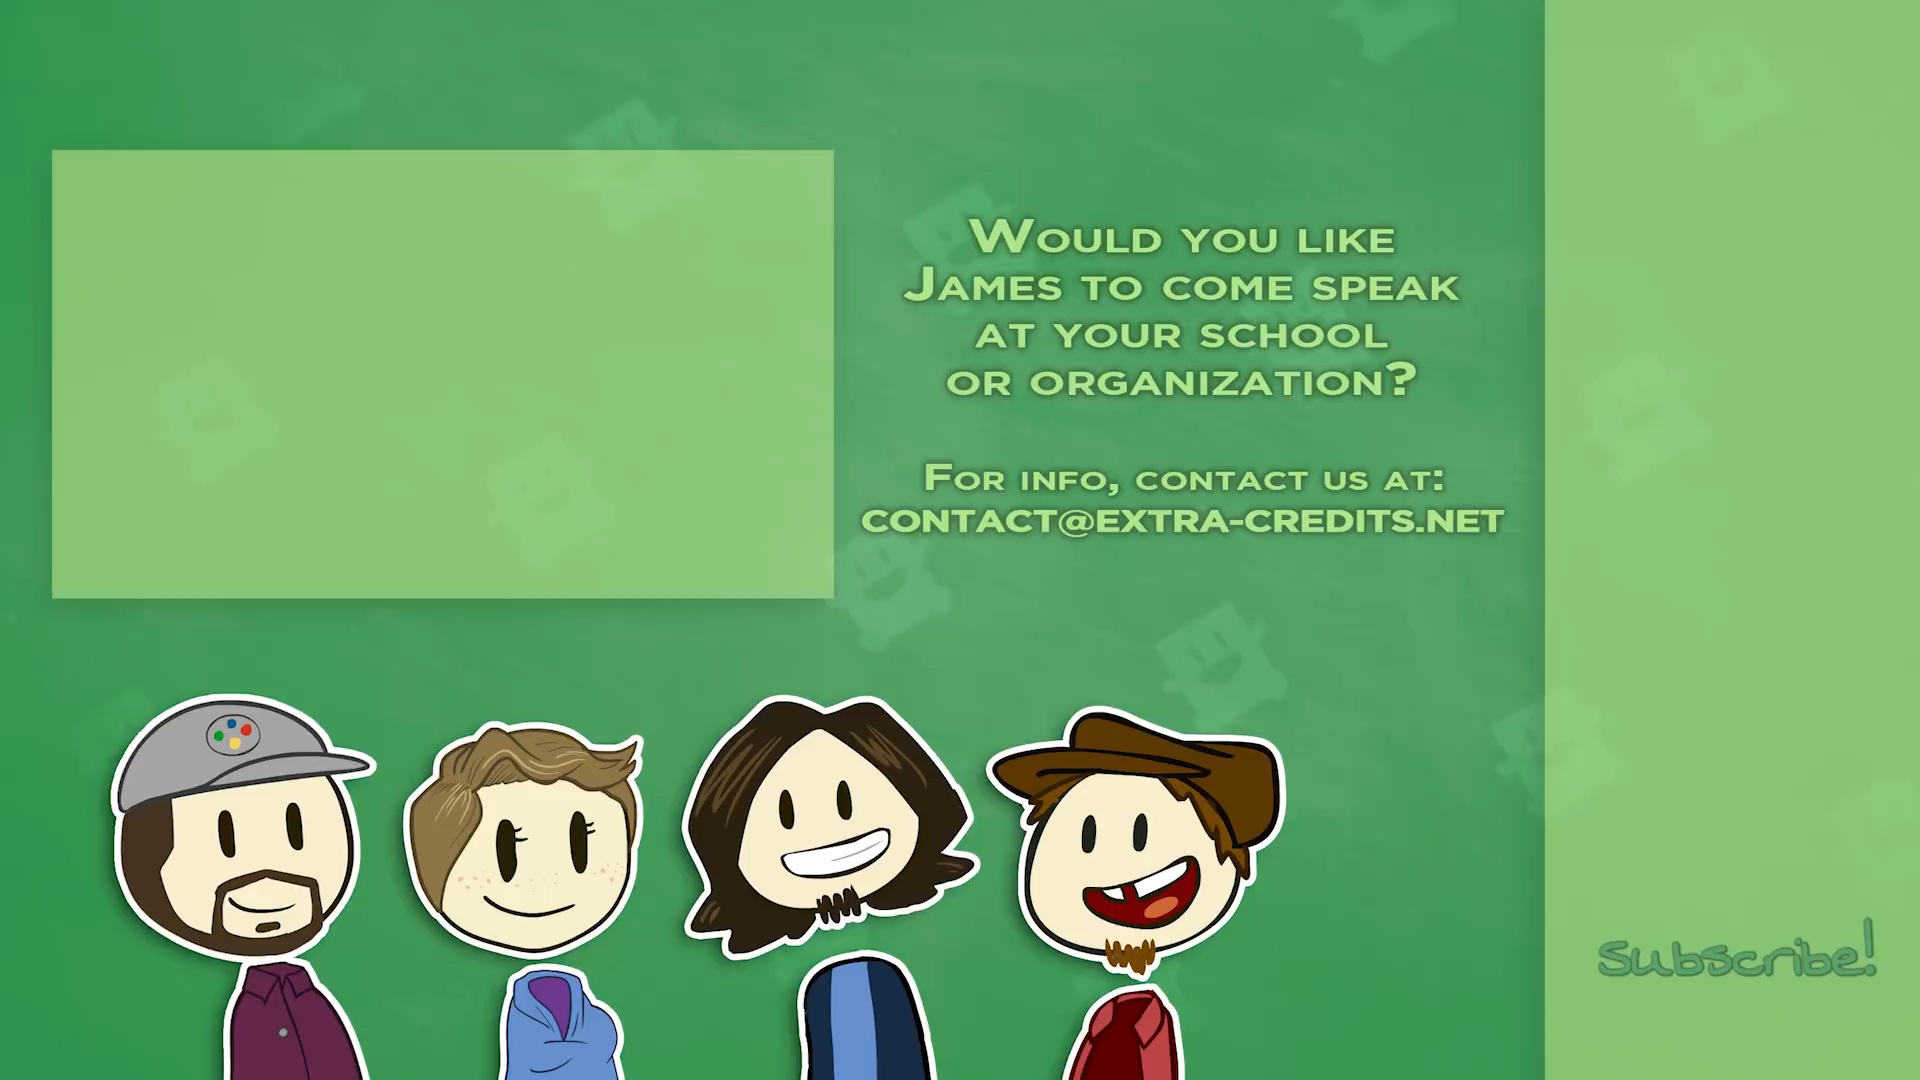 Would you like
James to come speak
at your school
or organization?
For info, contact us at:
contact@extra-credits.net
Subscribe!